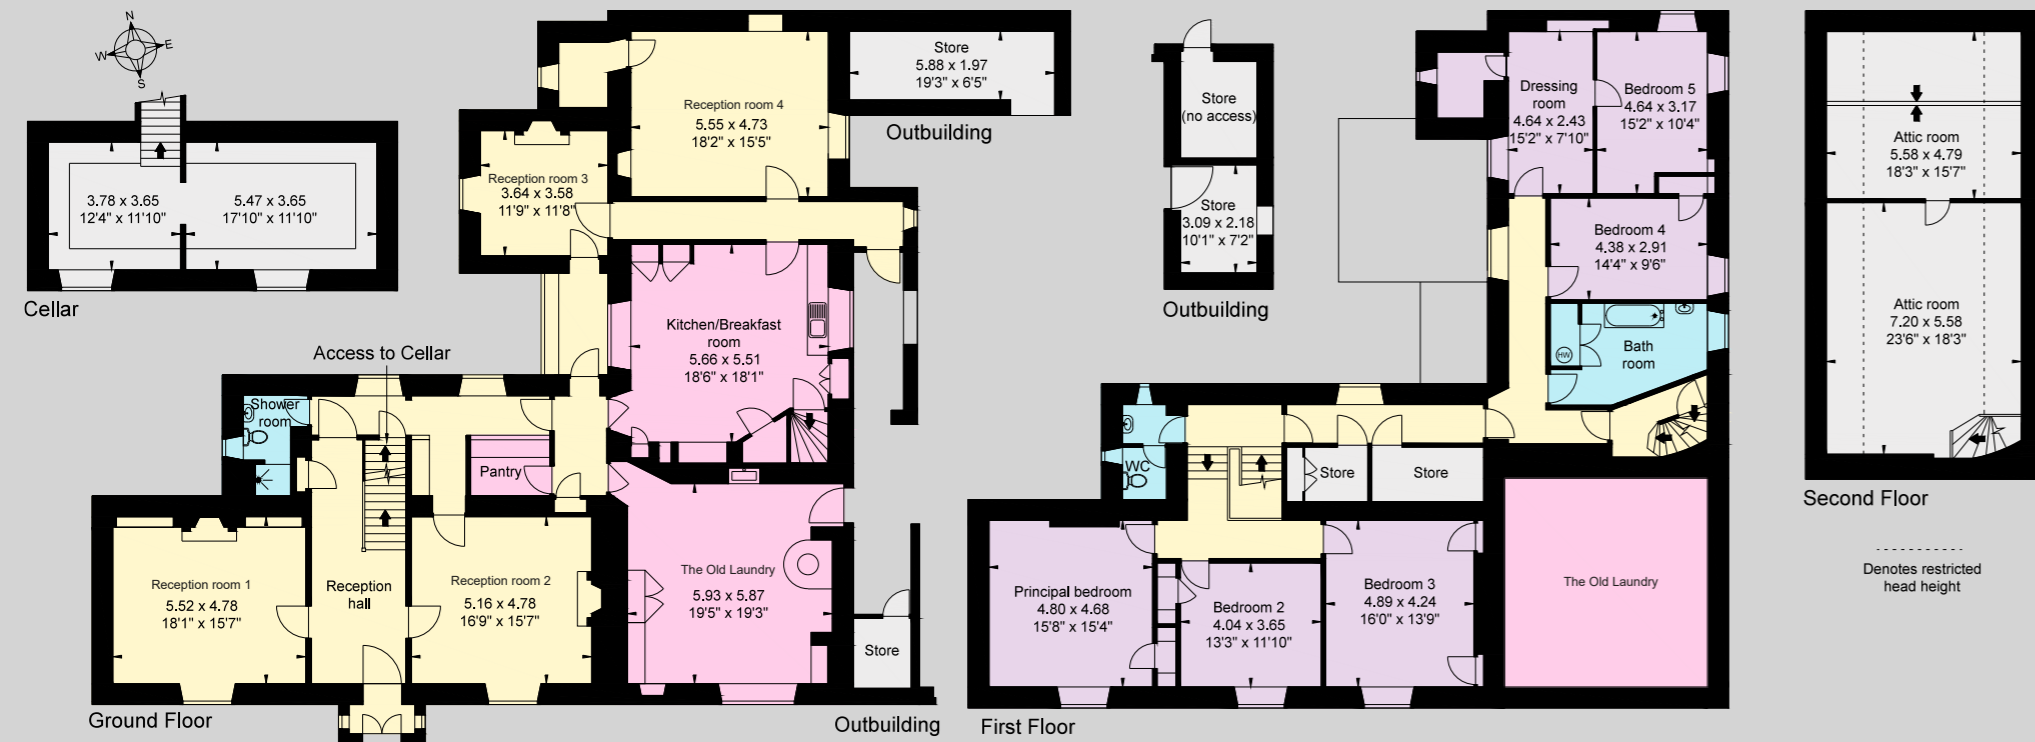 N
W
E
S
3.78 x 3.65
12'4" x 11'10"
5.47 x 3.65
17'10" x 11'10"
Cellar
Access to Cellar
Shower
room
Reception room 4
5.55 x 4.73
18'2" x 15'5"
Reception room 3
3.64 x 3.58
11'9" x 11'8"
Kitchen/Breakfast
room
5.66 x 5.51
18'6" x 18'1"
Pantry
Reception room 1
5.52 x 4.78
18'1" x 15'7"
Reception
hall
Reception room 2
5.16 x 4.78
16'9" x 15'7"
The Old Laundry
5.93 x 5.87
19'5" x 19'3"
Ground Floor
Store
5.88 x 1.97
19'3" x 6'5"
Outbuilding
Store
Outbuilding
Store
(no access)
Store
3.09 x 2.18
10'1" x 7'2"
Outbuilding
Dressing
room
4.64 x 2.43
15'2" x 7'10"
Bedroom 5
4.64 x 3.17
15'2" x 10'4"
Bedroom 4
4.38 x 2.91
14'4" x 9'6"
HW
Bath
room
WC
Store
Store
Principal bedroom
4.80 x 4.68
15'8" x 15'4"
Bedroom 2
4.04 x 3.65
13'3" x 11'10"
Bedroom 3
4.89 x 4.24
16'0" x 13'9"
The Old Laundry
First Floor
Attic room
5.58 x 4.79
18'3" x 15'7"
Attic room
7.20 x 5.58
23'6" x 18'3"
Second Floor
Denotes restricted
head height